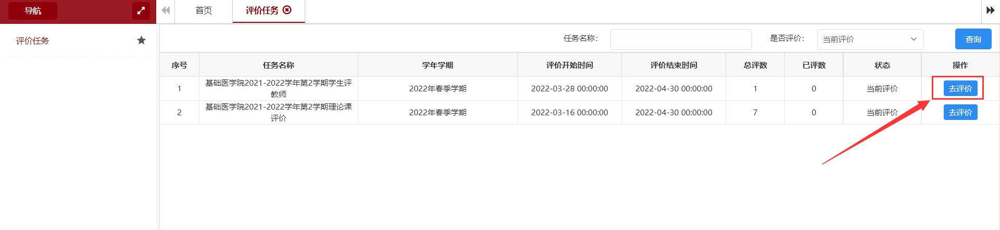 导航
首页
评价任务
评价任务
任务名称：
是否评价：
当前评价
查询
序号 任务名称 学年学期 评价开始时间 评价结束时间 总评数 已评数 状态 操作
1 基础医学院2021-2022学年第2学期学生评 2022年春季学期 2022-03-28 00:00:00 2022-04-30 00:00:00 1 0 当前评价 去评价
教师
2 基础医学院2021-2022学年第2学期理论课 2022年春季学期 2022-03-16 00:00:00 2022-04-30 00:00:00 7 0 当前评价 去评价
评价